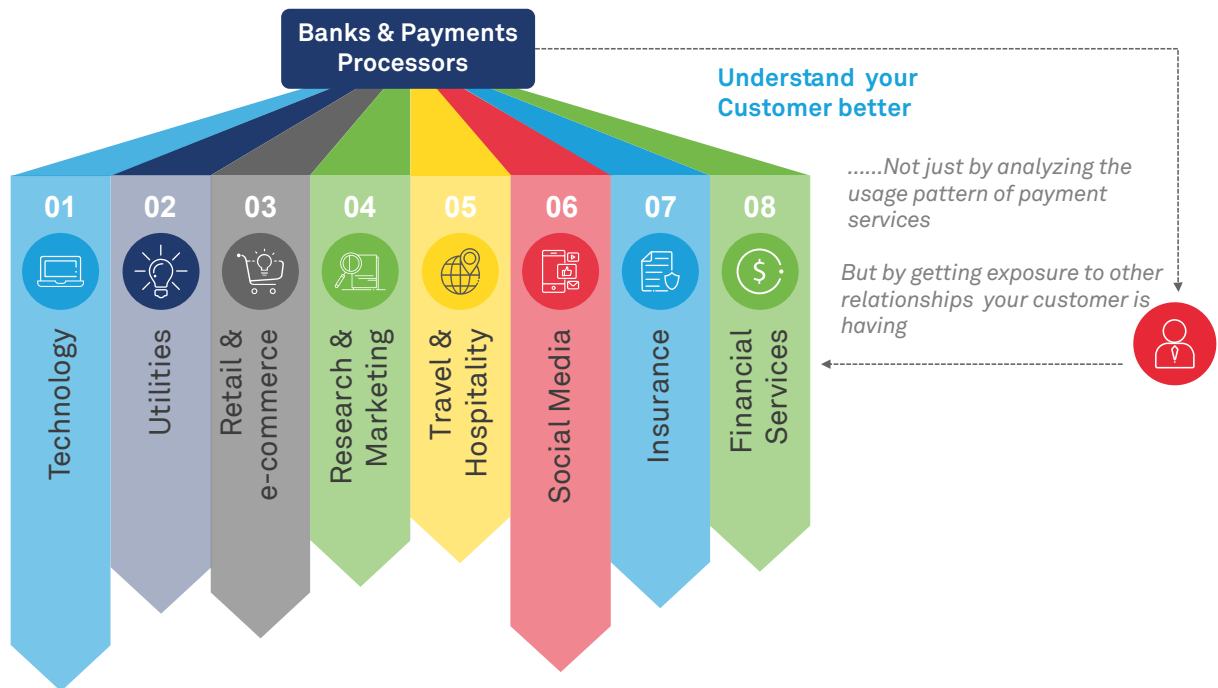 Banks & Payments
Processors
Understand your
Customer better
......Not just by analyzing the
usage pattern of payment
services
But by getting exposure to other
relationships your customer is
having
01
Technology
02
Utilities
03
Retail &
e-commerce
04
Research &
Marketing
05
Travel &
Hospitality
06
Social Media
07
Insurance
08
$
Financial
Services